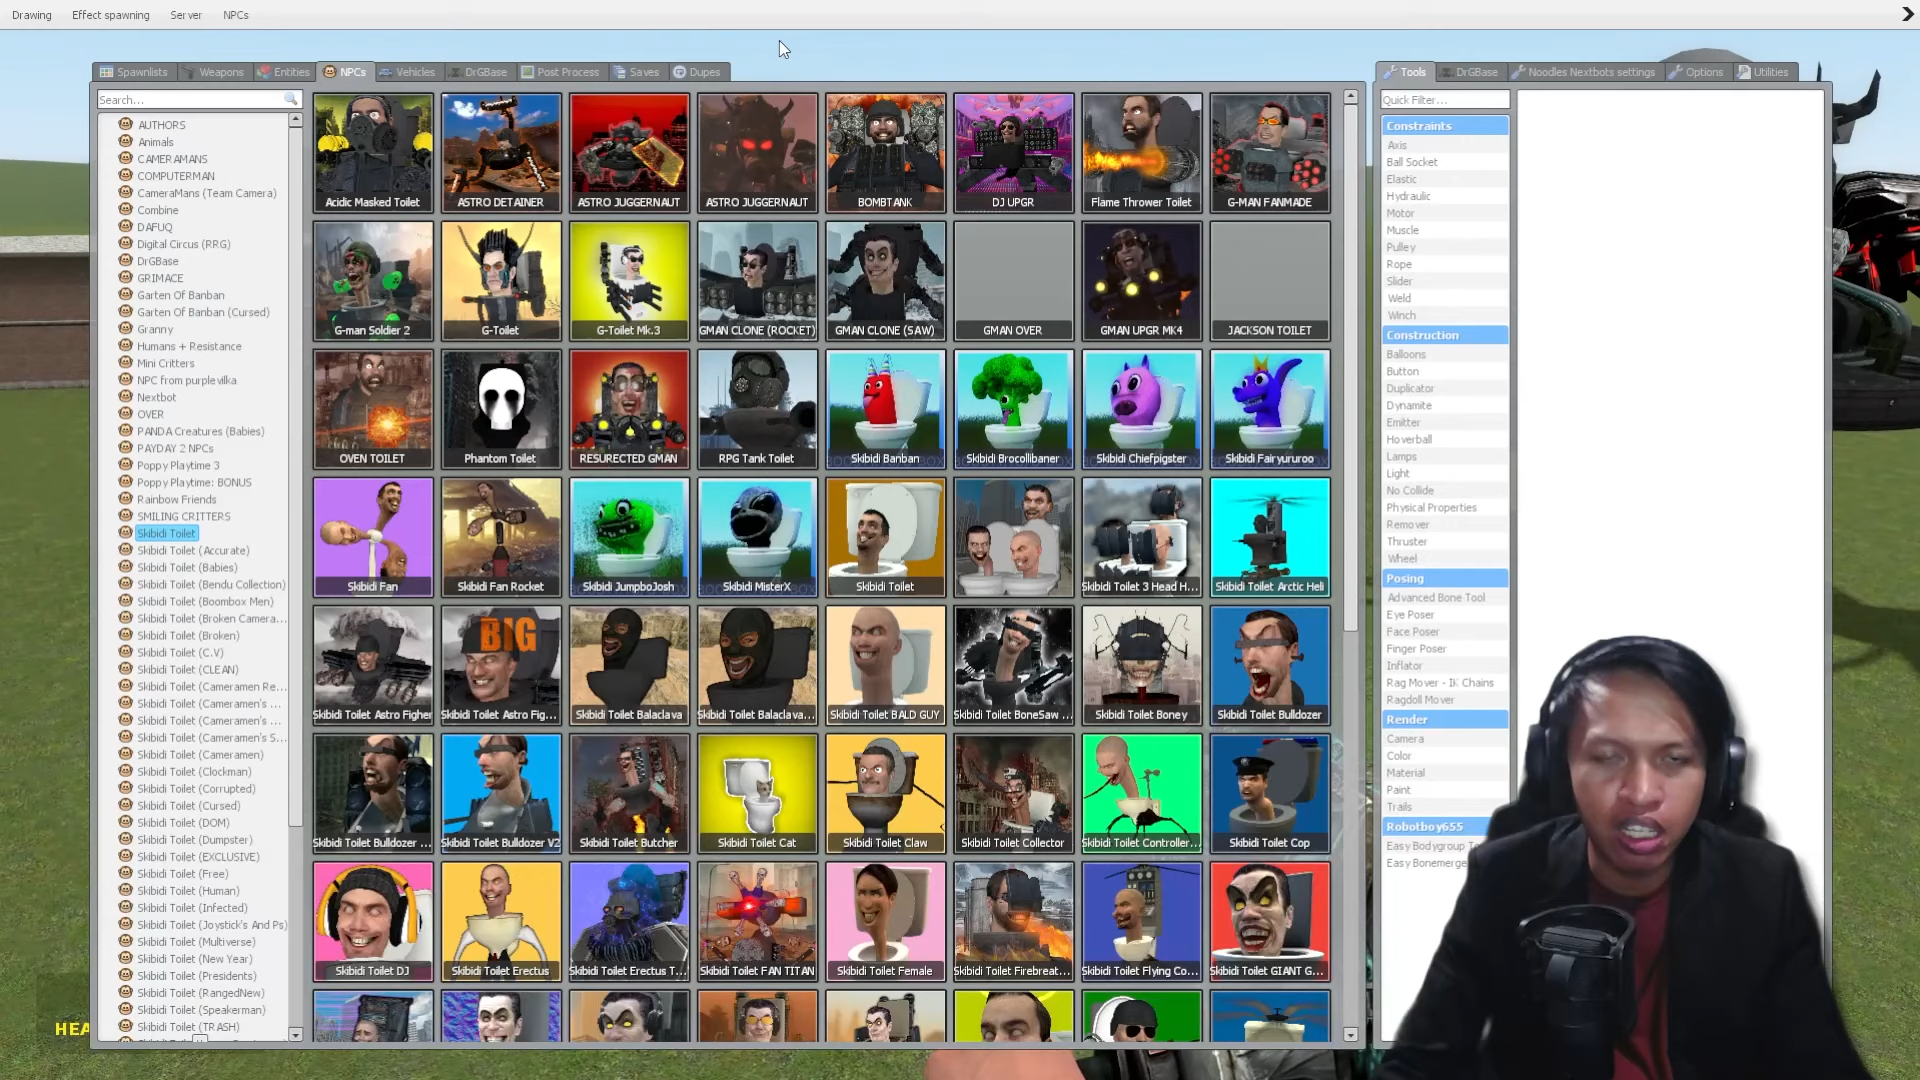 Drawing Effect spawning Server NPCs
Spawnlists Weapons Entities NPCs Vehicles DrGBase Post Process Saves Dupes
Search...
AUTHORS
Animals
CAMERAMANS
COMPUTERMAN
CameraMans (Team Camera)
Combine
DAFUQ
Digital Circus (RRG)
DrGBase
GRIMACE
Garten Of Banban
Garten Of Banban (Cursed)
Granny
Humans + Resistance
Mini Critters
NPC from purplevilka
Nextbot
OVER
PANDA Creatures (Babies)
PAYDAY 2 NPCs
Poppy Playtime 3
Poppy Playtime: BONUS
Rainbow Friends
SMILING CRITTERS
Skibidi Toilet
Skibidi Toilet (Accurate)
Skibidi Toilet (Babies)
Skibidi Toilet (Bendu Collection)
Skibidi Toilet (Boombox Men)
Skibidi Toilet (Broken Camera...
Skibidi Toilet (Broken)
Skibidi Toilet (C.V)
Skibidi Toilet (CLEAN)
Skibidi Toilet (Cameramen Re...
Skibidi Toilet (Cameramen's ...
Skibidi Toilet (Cameramen's ...
Skibidi Toilet (Cameramen's S...
Skibidi Toilet (Cameramen)
Skibidi Toilet (Clockman)
Skibidi Toilet (Corrupted)
Skibidi Toilet (Cursed)
Skibidi Toilet (DOM)
Skibidi Toilet (Dumpster)
Skibidi Toilet (EXCLUSIVE)
Skibidi Toilet (Free)
Skibidi Toilet (Human)
Skibidi Toilet (Infected)
Skibidi Toilet (Joystick's And Ps)
Skibidi Toilet (Multiverse)
Skibidi Toilet (New Year)
Skibidi Toilet (Presidents)
Skibidi Toilet (RangedNew)
Skibidi Toilet (Speakerman)
Skibidi Toilet (TRASH)
HEA
Acidic Masked Toilet ASTRO DETAINER ASTRO JUGGERNAUT ASTRO JUGGERNAUT BOMBTANK DJ UPGR Flame Thrower Toilet G-MAN FANMADE
G-man Soldier 2 G-Toilet G-Toilet Mk.3 GMAN CLONE (ROCKET) GMAN CLONE (SAW) GMAN OVER GMAN UPGR MK4 JACKSON TOILET
OVEN TOILET Phantom Toilet RESURECTED GMAN RPG Tank Toilet Skibidi Banban Skibidi Brocollibaner Skibidi Chiefpigster Skibidi Fairyururoo
Skibidi Fan Skibidi Fan Rocket Skibidi JumpboJosh Skibidi MisterX Skibidi Toilet Skibidi Toilet 3 Head H... Skibidi Toilet Arctic Heli
BIG
Skibidi Toilet Astro Figher Skibidi Toilet Astro Fig... Skibidi Toilet Balaclava Skibidi Toilet Balaclava... Skibidi Toilet BALD GUY Skibidi Toilet BoneSaw ... Skibidi Toilet Boney Skibidi Toilet Bulldozer
Skibidi Toilet Bulldozer ... Skibidi Toilet Bulldozer V2 Skibidi Toilet Butcher Skibidi Toilet Cat Skibidi Toilet Claw Skibidi Toilet Collector Skibidi Toilet Controller... Skibidi Toilet Cop
Skibidi Toilet DJ Skibidi Toilet Erectus Skibidi Toilet Erectus T... Skibidi Toilet FAN TITAN Skibidi Toilet Female Skibidi Toilet Firebreat... Skibidi Toilet Flying Co... Skibidi Toilet GIANT G...
Tools DrGBase Noodles Nextbots settings Options Utilities
Quick Filter...
Constraints
Axis
Ball Socket
Elastic
Hydraulic
Motor
Muscle
Pulley
Rope
Slider
Weld
Winch
Construction
Balloons
Button
Duplicator
Dynamite
Emitter
Hoverball
Lamps
Light
No Collide
Physical Properties
Remover
Thruster
Wheel
Posing
Advanced Bone Tool
Eye Poser
Face Poser
Finger Poser
Inflator
Rag Mover - IK Chains
Ragdoll Mover
Render
Camera
Color
Material
Paint
Trails
Robotboy655
Easy Bodygroup To
Easy Bonemerge